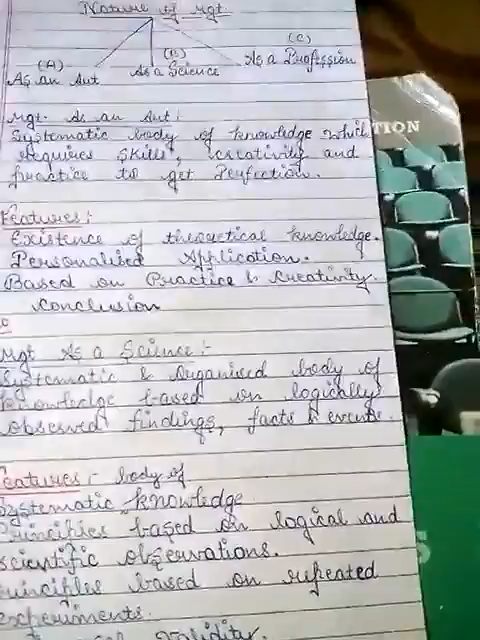 Nature of Mgt
(A) (B) (C)
As an Art As a Science As a Profession
Mgt. As an Art:
Systematic body of knowledge which
requires skills, creativity and
practice to get Perfection.
Features:
Existence of theoretical knowledge.
Personalised Application.
Based on Practice & Creativity.
Conclusion
Mgt As a Science:-
Systematic & Organised body of
knowledge based on logically
observed findings, facts & events.
Features:- body of
Systematic knowledge
Principles based on logical and
scientific observations.
Principles based on repeated
experiments.
Validity.
TION